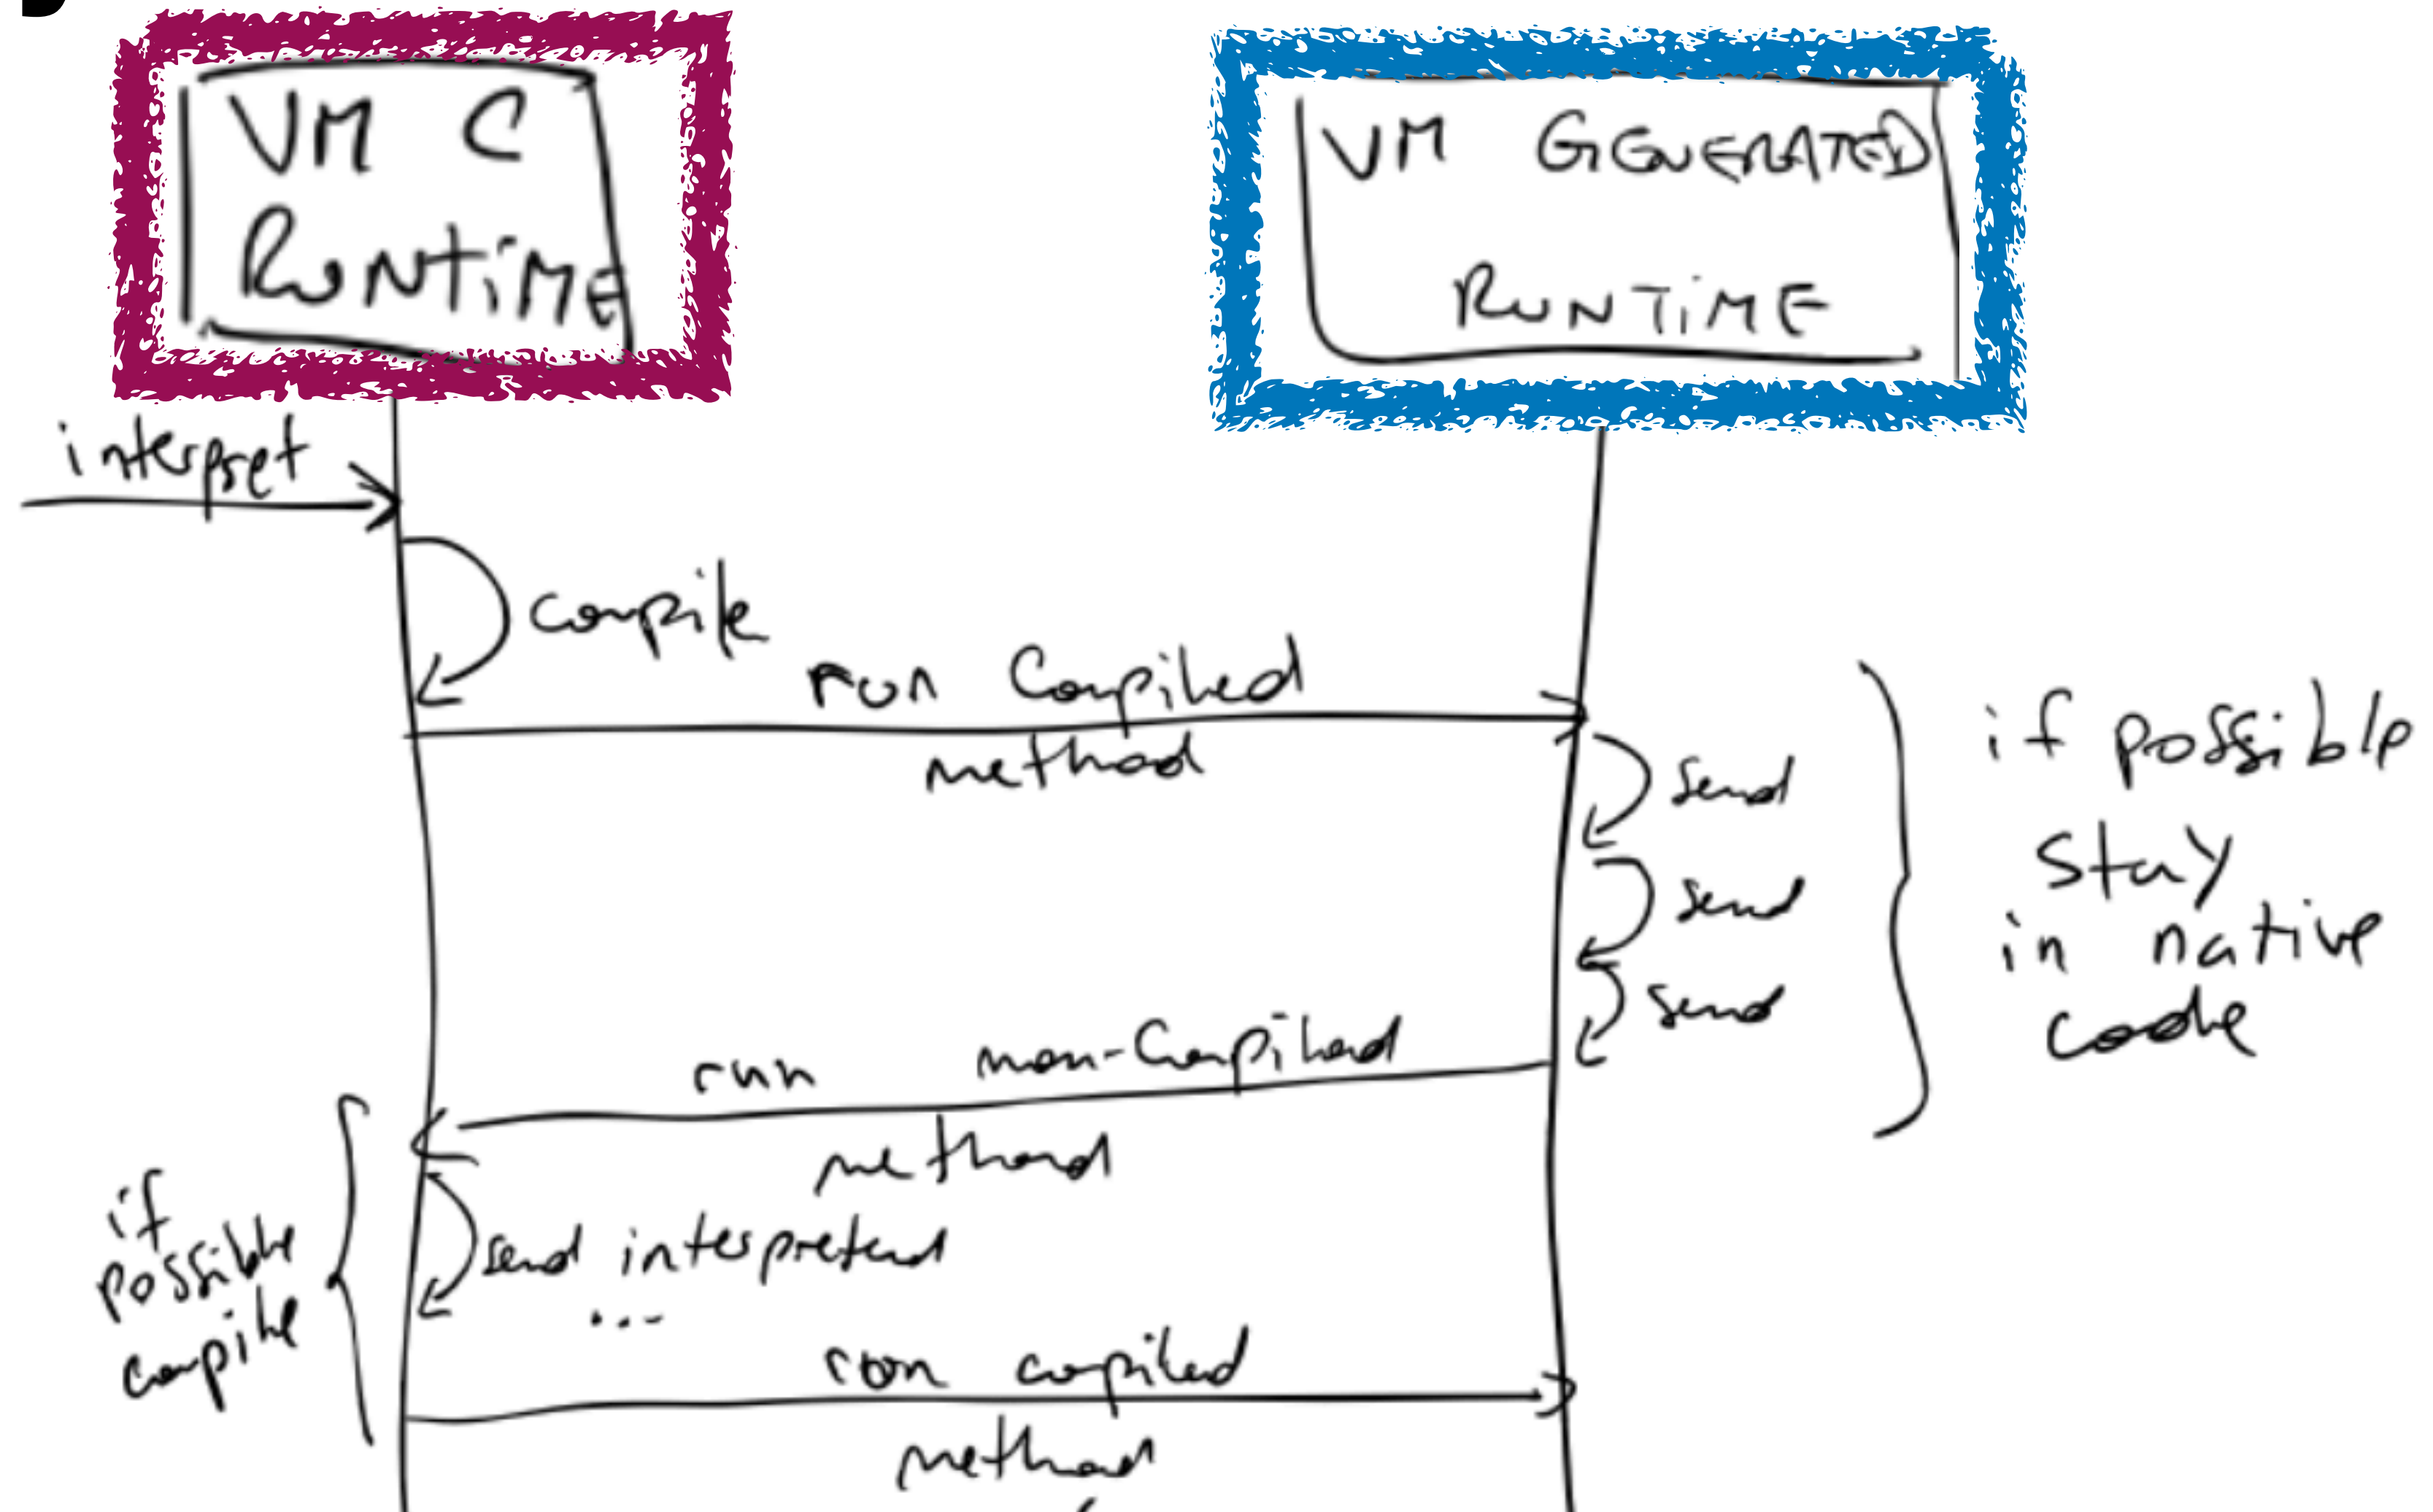 VM C
RUNTiME
VM GENERATED
RUNTiME
interpret
compile
run Compiled
method
send
send
send
if possible
stay
in native
code
run non-Compiled
method
if
possible
compile
send interpreted
...
run compiled
method